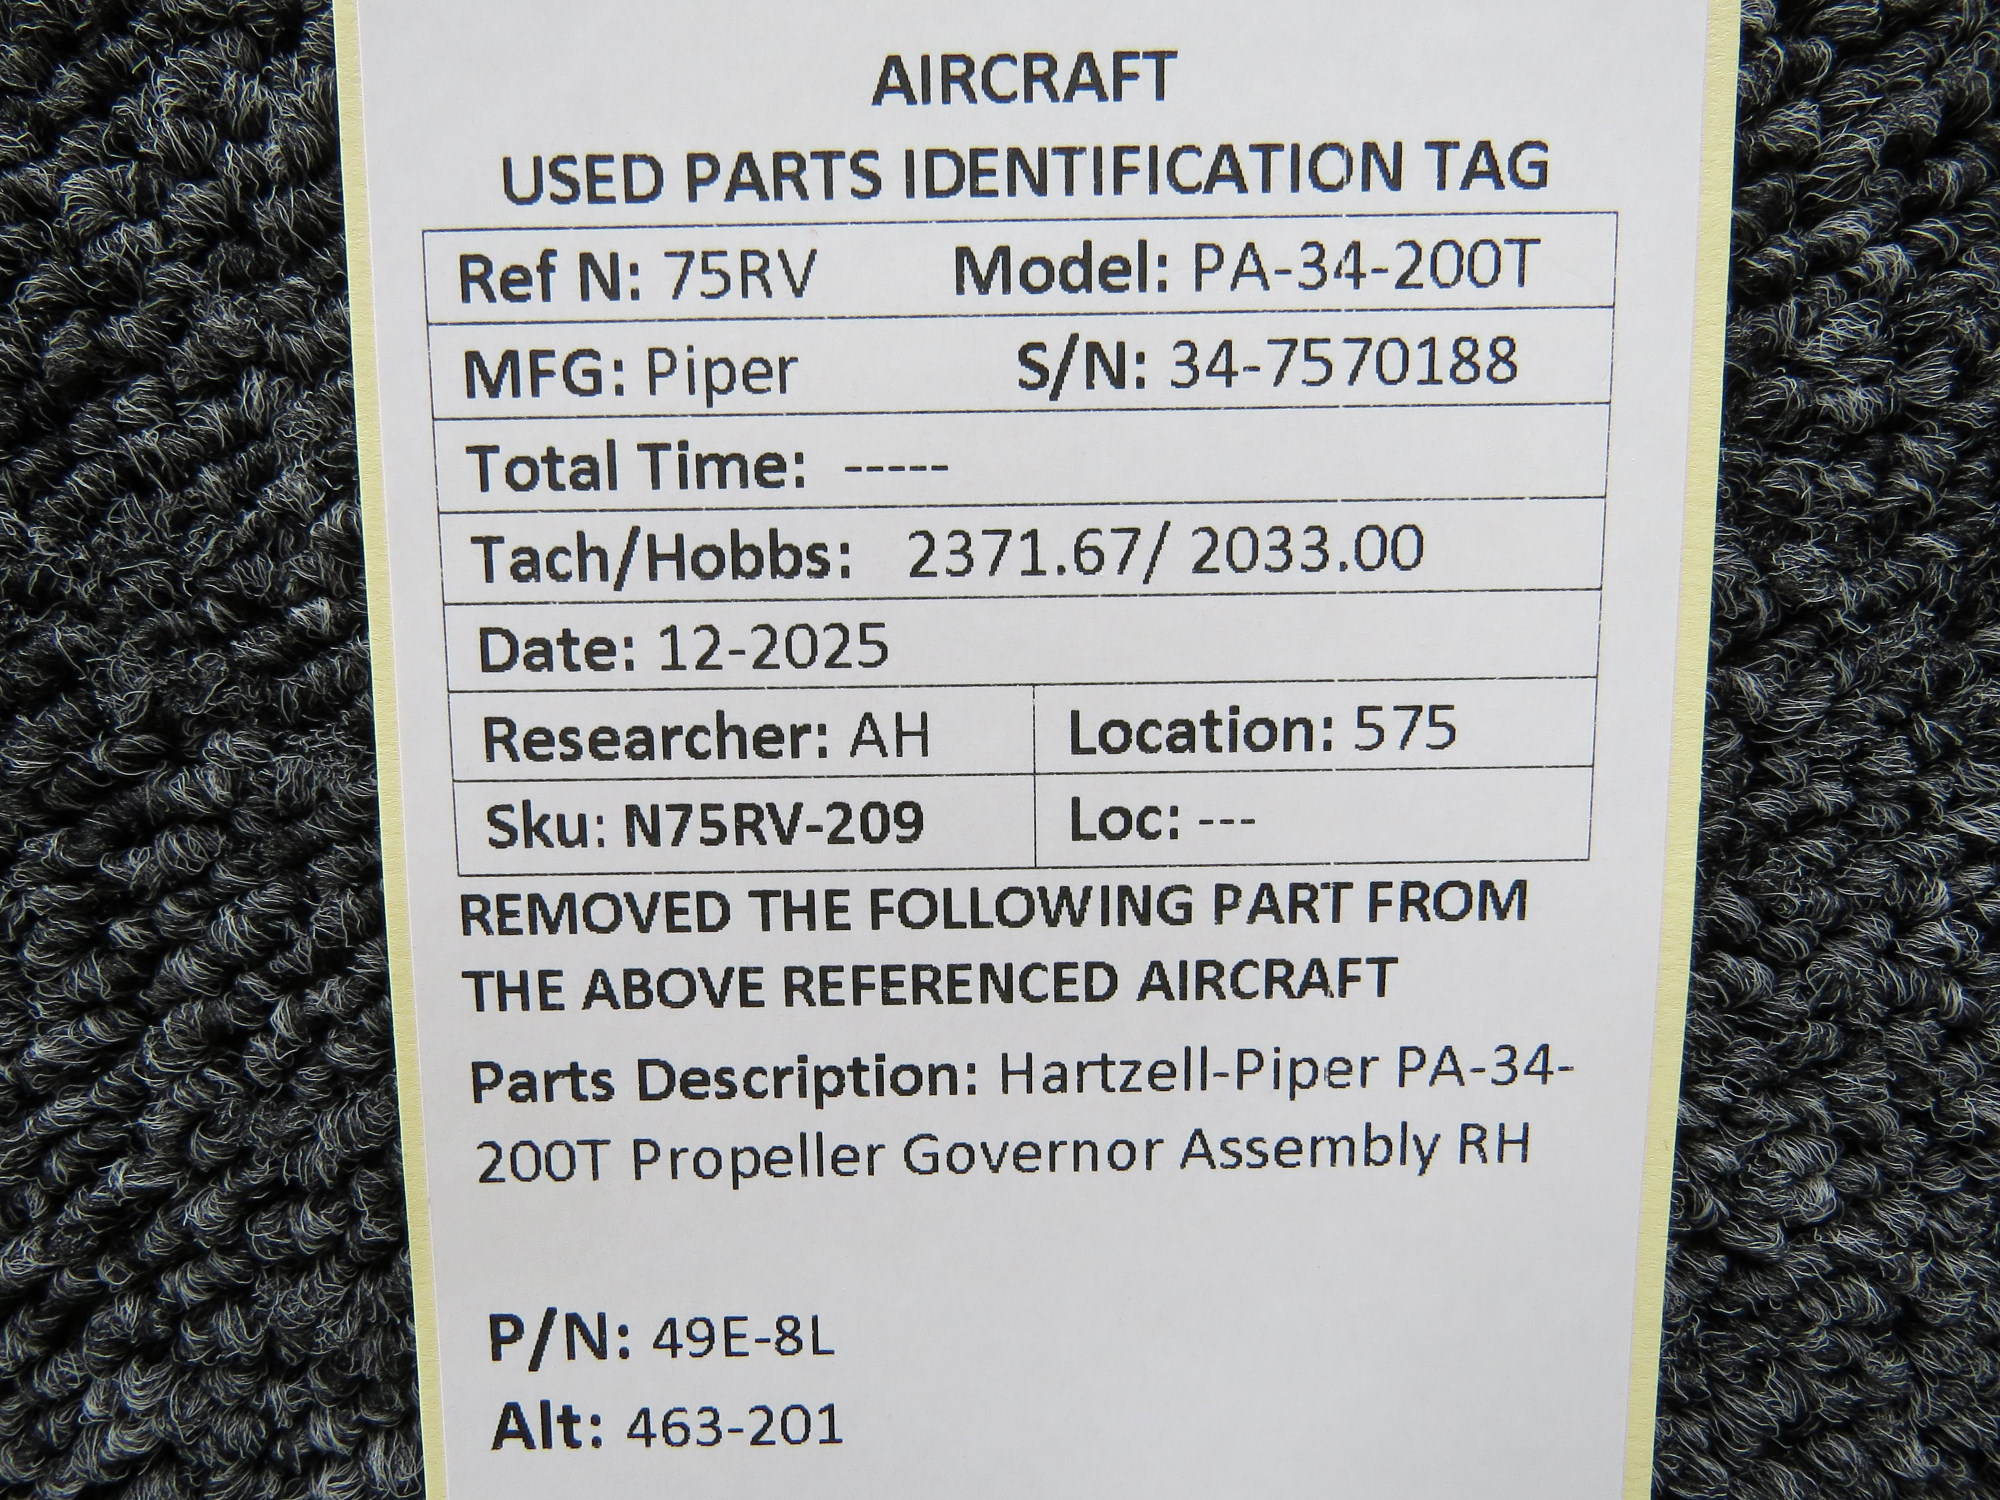 AIRCRAFT
USED PARTS IDENTIFICATION TAG
Ref N: 75RV Model: PA-34-200T
MFG: Piper S/N: 34-7570188
Total Time: -----
Tach/Hobbs: 2371.67/ 2033.00
Date: 12-2025
Researcher: AH Location: 575
Sku: N75RV-209 Loc: ---
REMOVED THE FOLLOWING PART FROM
THE ABOVE REFERENCED AIRCRAFT
Parts Description: Hartzell-Piper PA-34-
200T Propeller Governor Assembly RH
P/N: 49E-8L
Alt: 463-201